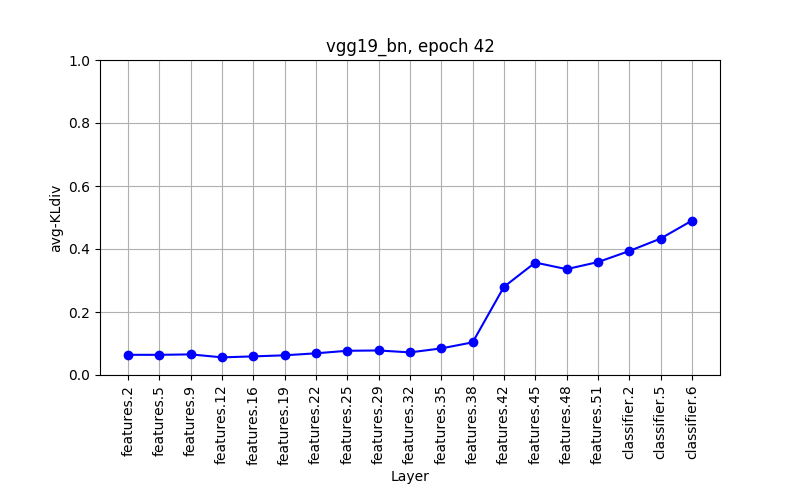 vgg19_bn, epoch 42
avg-KLdiv
1.0
0.8
0.6
0.4
0.2
0.0
features.2
features.5
features.9
features.12
features.16
features.19
features.22
features.25
features.29
features.32
features.35
features.38
features.42
features.45
features.48
features.51
classifier.2
classifier.5
classifier.6
Layer